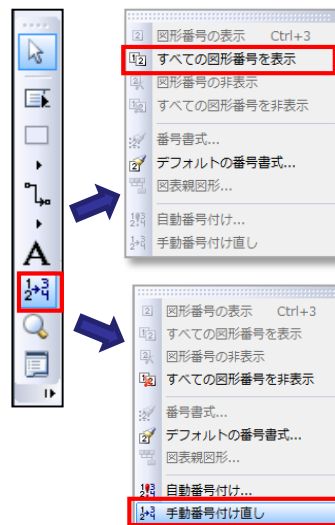 図形番号の表示 Ctrl+3
すべての図形番号を表示
図形番号の非表示
すべての図形番号を非表示
番号書式...
デフォルトの番号書式...
図表親図形...
自動番号付け...
手動番号付け直し
A
図形番号の表示 Ctrl+3
すべての図形番号を表示
図形番号の非表示
すべての図形番号を非表示
番号書式...
デフォルトの番号書式...
図表親図形...
自動番号付け...
手動番号付け直し